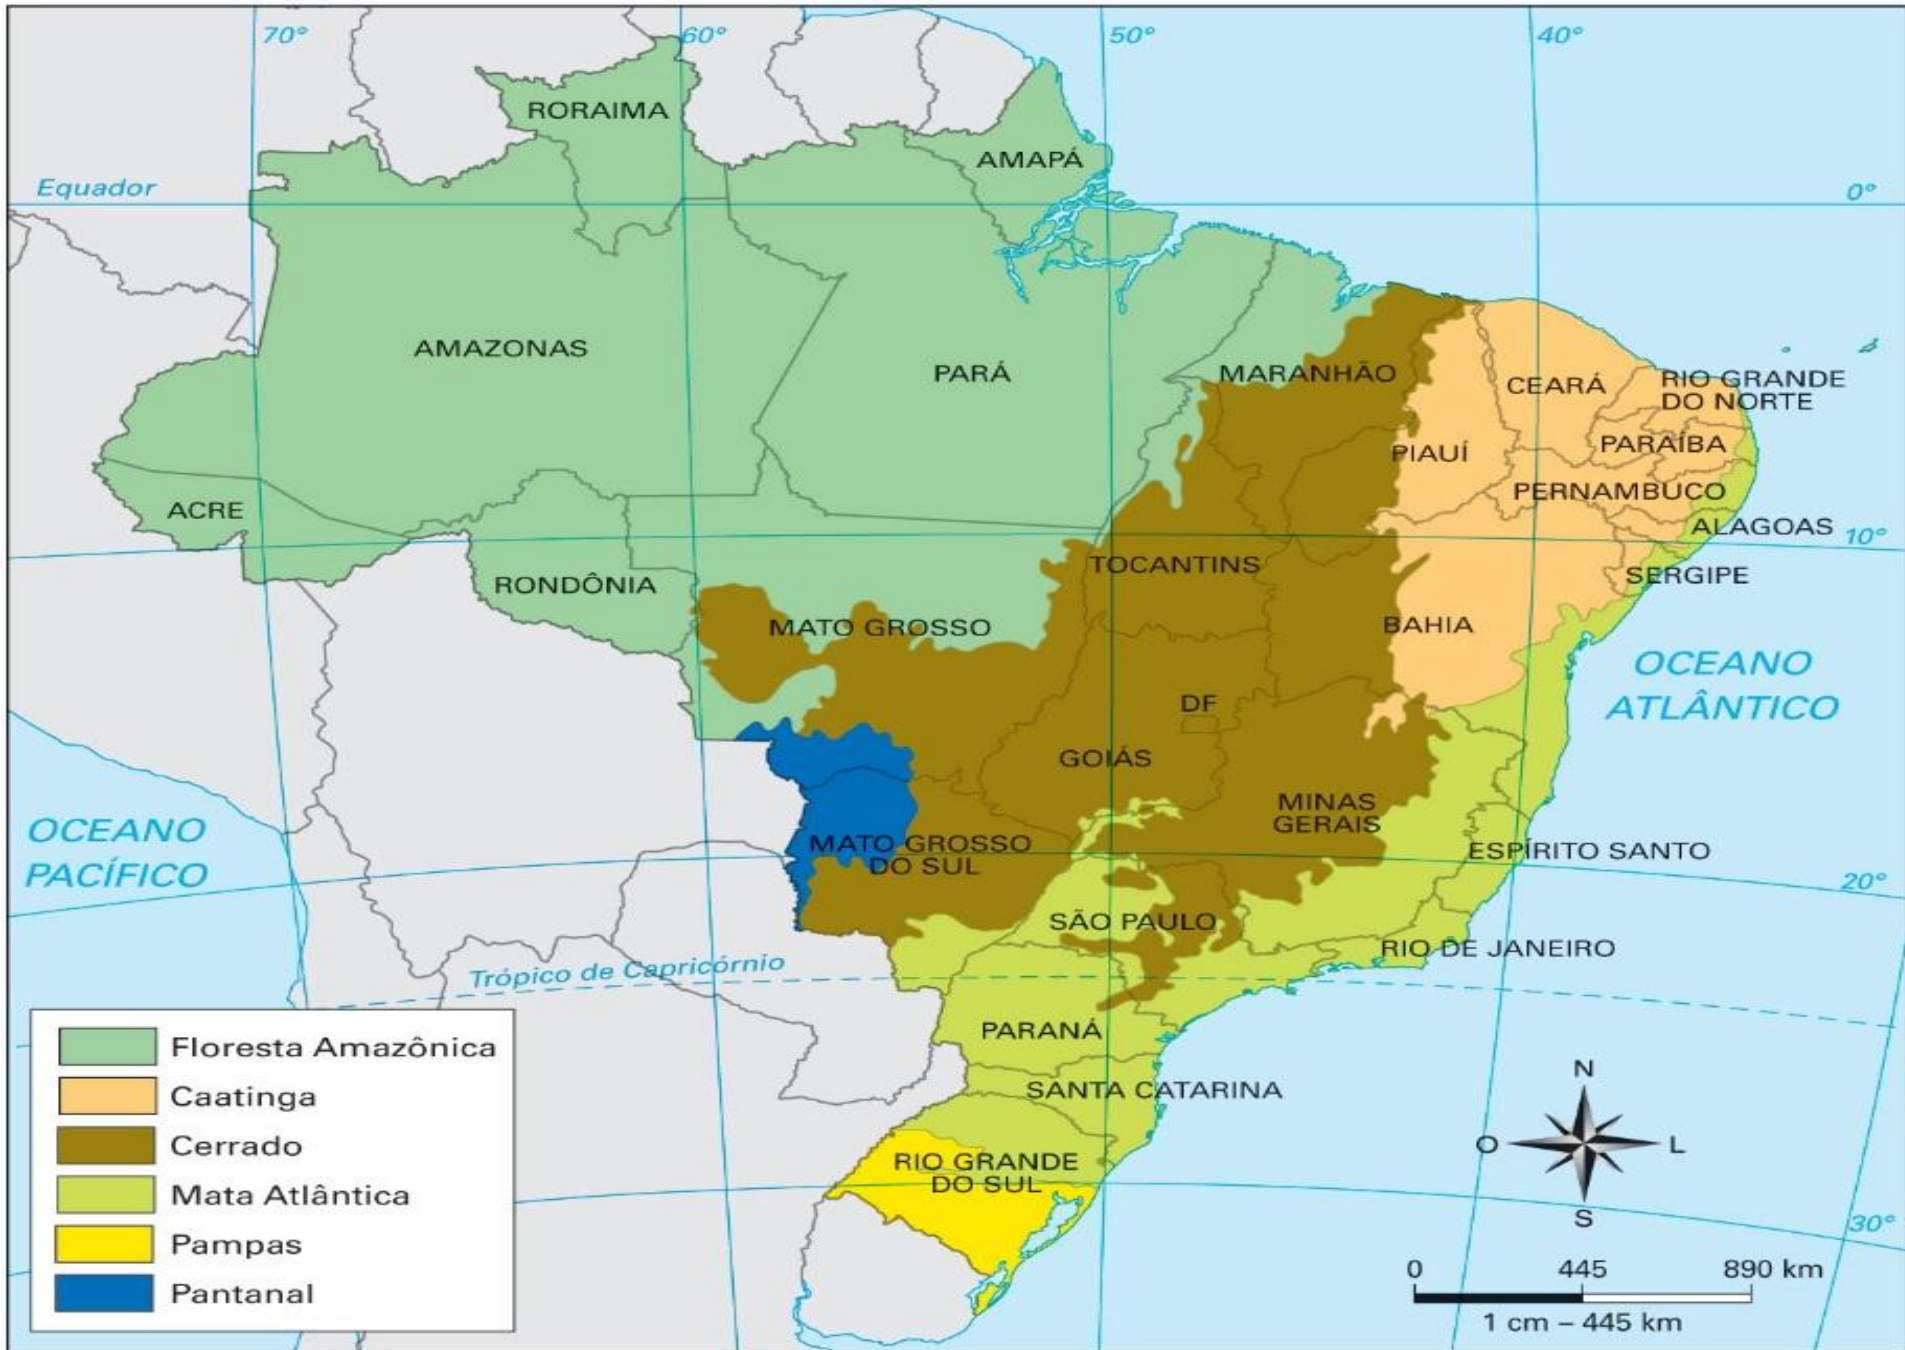 70°
60°
50°
40°
RORAIMA
AMAPÁ
Equador
0°
AMAZONAS
PARÁ
MARANHÃO
CEARÁ
RIO GRANDE
DO NORTE
PIAUÍ
PARAÍBA
PERNAMBUCO
ACRE
ALAGOAS
10°
RONDÔNIA
TOCANTINS
SERGIPE
MATO GROSSO
BAHIA
OCEANO
ATLÂNTICO
DF
GOIÁS
MINAS
GERAIS
OCEANO
PACÍFICO
MATO GROSSO
DO SUL
ESPÍRITO SANTO
20°
SÃO PAULO
RIO DE JANEIRO
Trópico de Capricórnio
PARANÁ
SANTA CATARINA
RIO GRANDE
DO SUL
Floresta Amazônica
Caatinga
Cerrado
Mata Atlântica
Pampas
Pantanal
N
O
L
S
30°
0 445 890 km
1 cm – 445 km